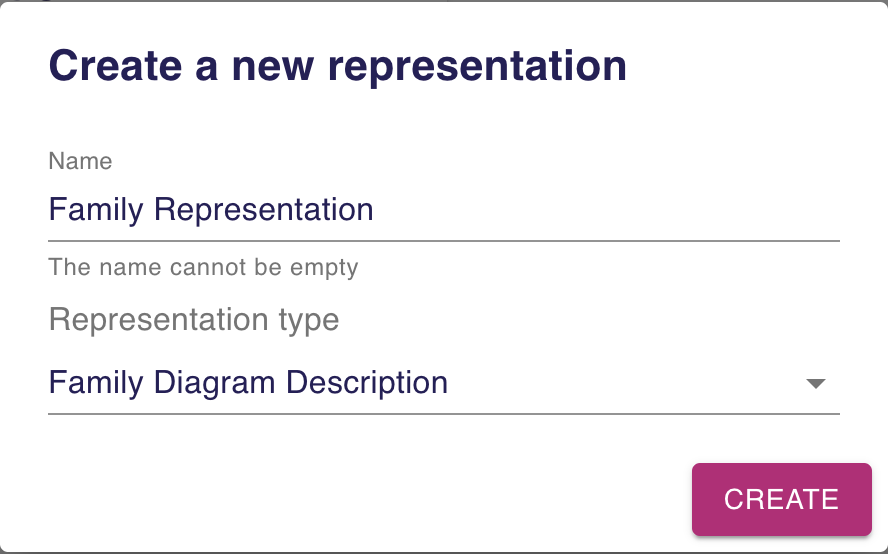 Create a new representation
Name
Family Representation
The name cannot be empty
Representation type
Family Diagram Description
CREATE